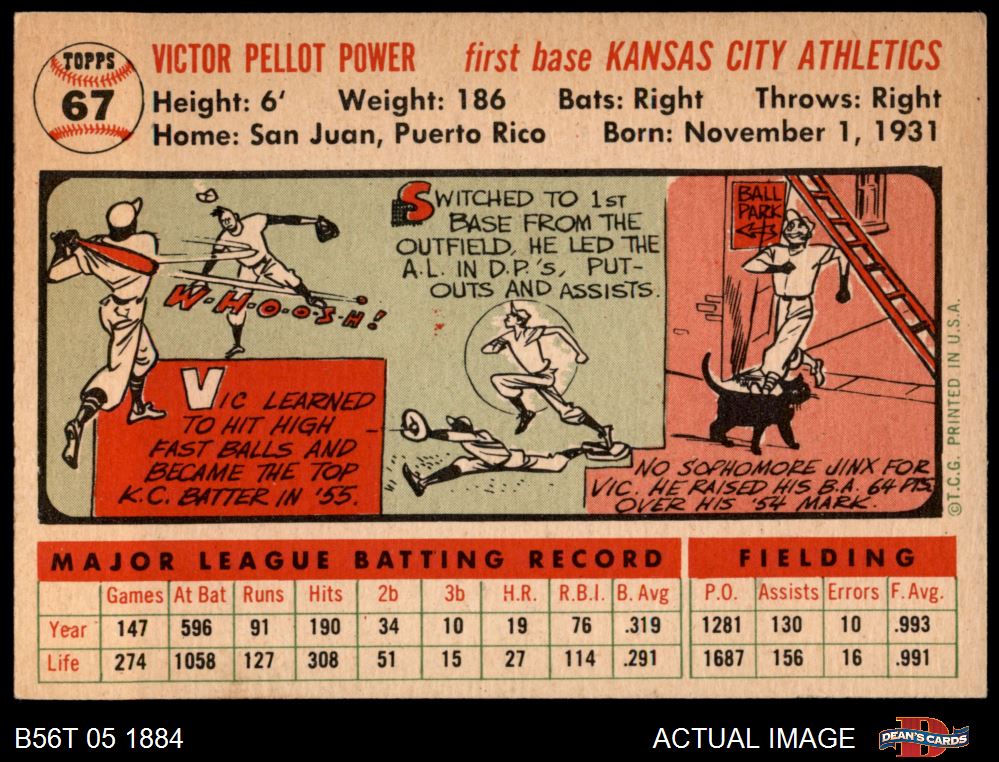 TOPPS
67
VICTOR PELLOT POWER first base KANSAS CITY ATHLETICS
Height: 6' Weight: 186 Bats: Right Throws: Right
Home: San Juan, Puerto Rico Born: November 1, 1931
W-H-O-O-S-H!
VIC LEARNED
TO HIT HIGH
FAST BALLS AND
BECAME THE TOP
K.C. BATTER IN '55.
SWITCHED TO 1ST
BASE FROM THE
OUTFIELD, HE LED THE
A.L. IN D.P.'S, PUT-
OUTS AND ASSISTS.
BALL
PARK
NO SOPHOMORE JINX FOR
VIC. HE RAISED HIS B.A. 64 PTS.
OVER HIS '54 MARK.
©T.C.G. PRINTED IN U.S.A.
MAJOR LEAGUE BATTING RECORD FIELDING
Games At Bat Runs Hits 2b 3b H.R. R.B.I. B. Avg P.O. Assists Errors F. Avg.
Year 147 596 91 190 34 10 19 76 .319 1281 130 10 .993
Life 274 1058 127 308 51 15 27 114 .291 1687 156 16 .991
B56T 05 1884 ACTUAL IMAGE
D
DEAN'S CARDS